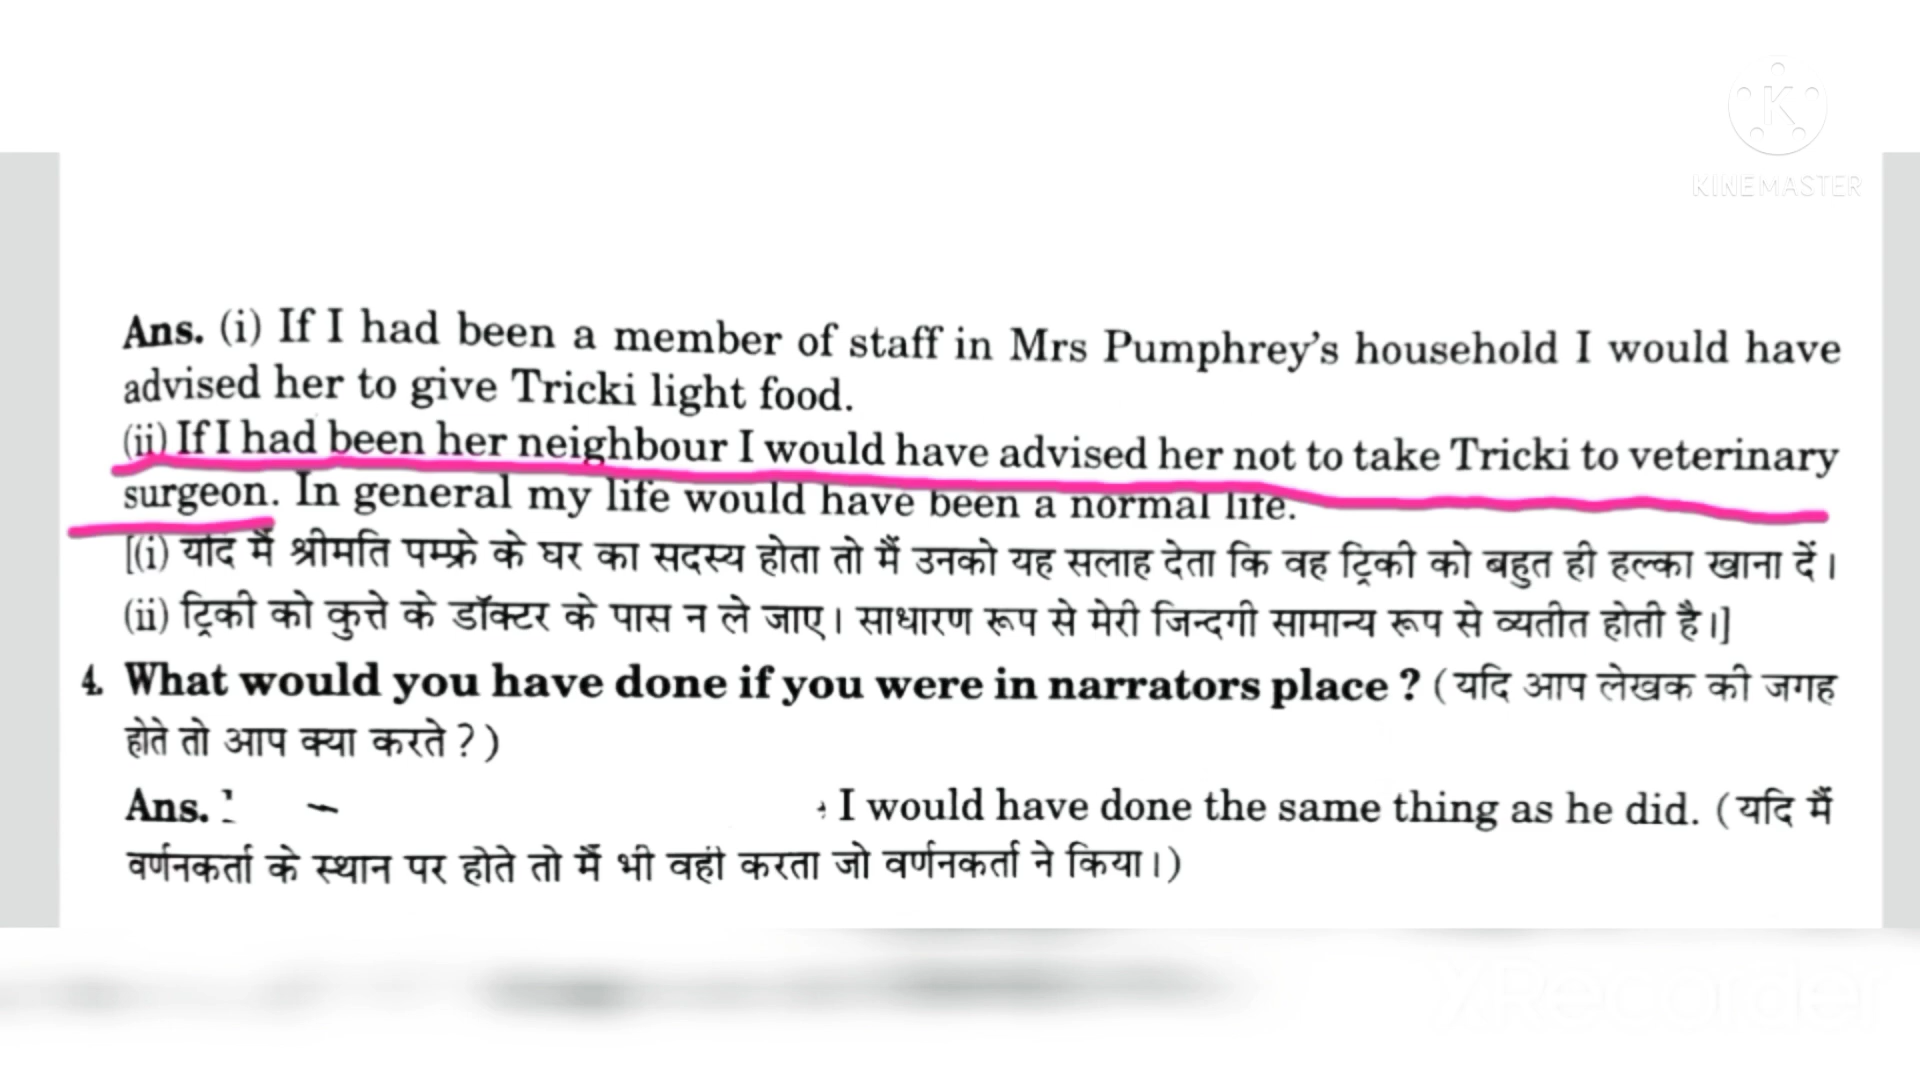 KINEMASTER
Ans. (i) If I had been a member of staff in Mrs Pumphrey's household I would have
advised her to give Tricki light food.
(ii) If I had been her neighbour I would have advised her not to take Tricki to veterinary
surgeon. In general my life would have been a normal life.
[(i) यदि मैं श्रीमति पम्फ्रे के घर का सदस्य होता तो मैं उनको यह सलाह देता कि वह ट्रिकी को बहुत ही हल्का खाना दें।
(ii) ट्रिकी को कुत्ते के डॉक्टर के पास न ले जाए। साधारण रूप से मेरी जिन्दगी सामान्य रूप से व्यतीत होती है।]
4. What would you have done if you were in narrators place ? (यदि आप लेखक की जगह
होते तो आप क्या करते ?)
Ans. I would have done the same thing as he did. (यदि मैं
वर्णनकर्ता के स्थान पर होते तो मैं भी वही करता जो वर्णनकर्ता ने किया।)
XRecorder